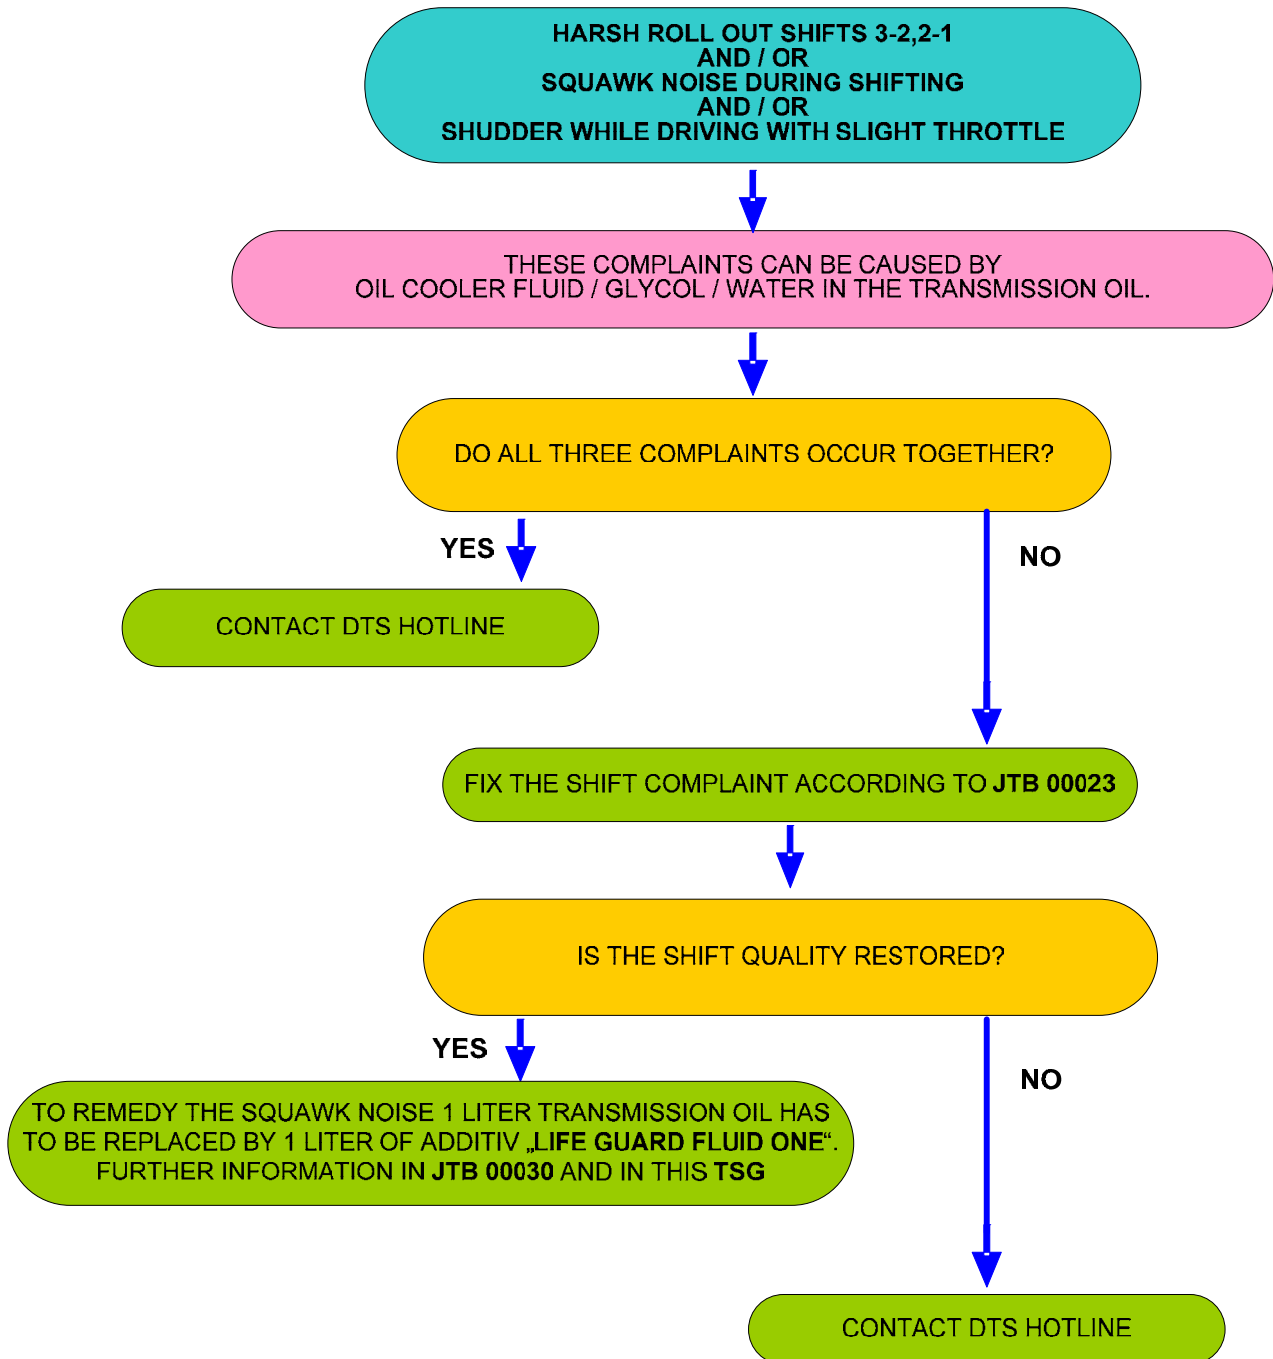 HARSH ROLL OUT SHIFTS 3-2,2-1
AND / OR
SQUAWK NOISE DURING SHIFTING
AND / OR
SHUDDER WHILE DRIVING WITH SLIGHT THROTTLE
THESE COMPLAINTS CAN BE CAUSED BY
OIL COOLER FLUID / GLYCOL / WATER IN THE TRANSMISSION OIL.
DO ALL THREE COMPLAINTS OCCUR TOGETHER?
YES
NO
CONTACT DTS HOTLINE
FIX THE SHIFT COMPLAINT ACCORDING TO JTB 00023
IS THE SHIFT QUALITY RESTORED?
YES
NO
TO REMEDY THE SQUAWK NOISE 1 LITER TRANSMISSION OIL HAS
TO BE REPLACED BY 1 LITER OF ADDITIV „LIFE GUARD FLUID ONE“.
FURTHER INFORMATION IN JTB 00030 AND IN THIS TSG
CONTACT DTS HOTLINE